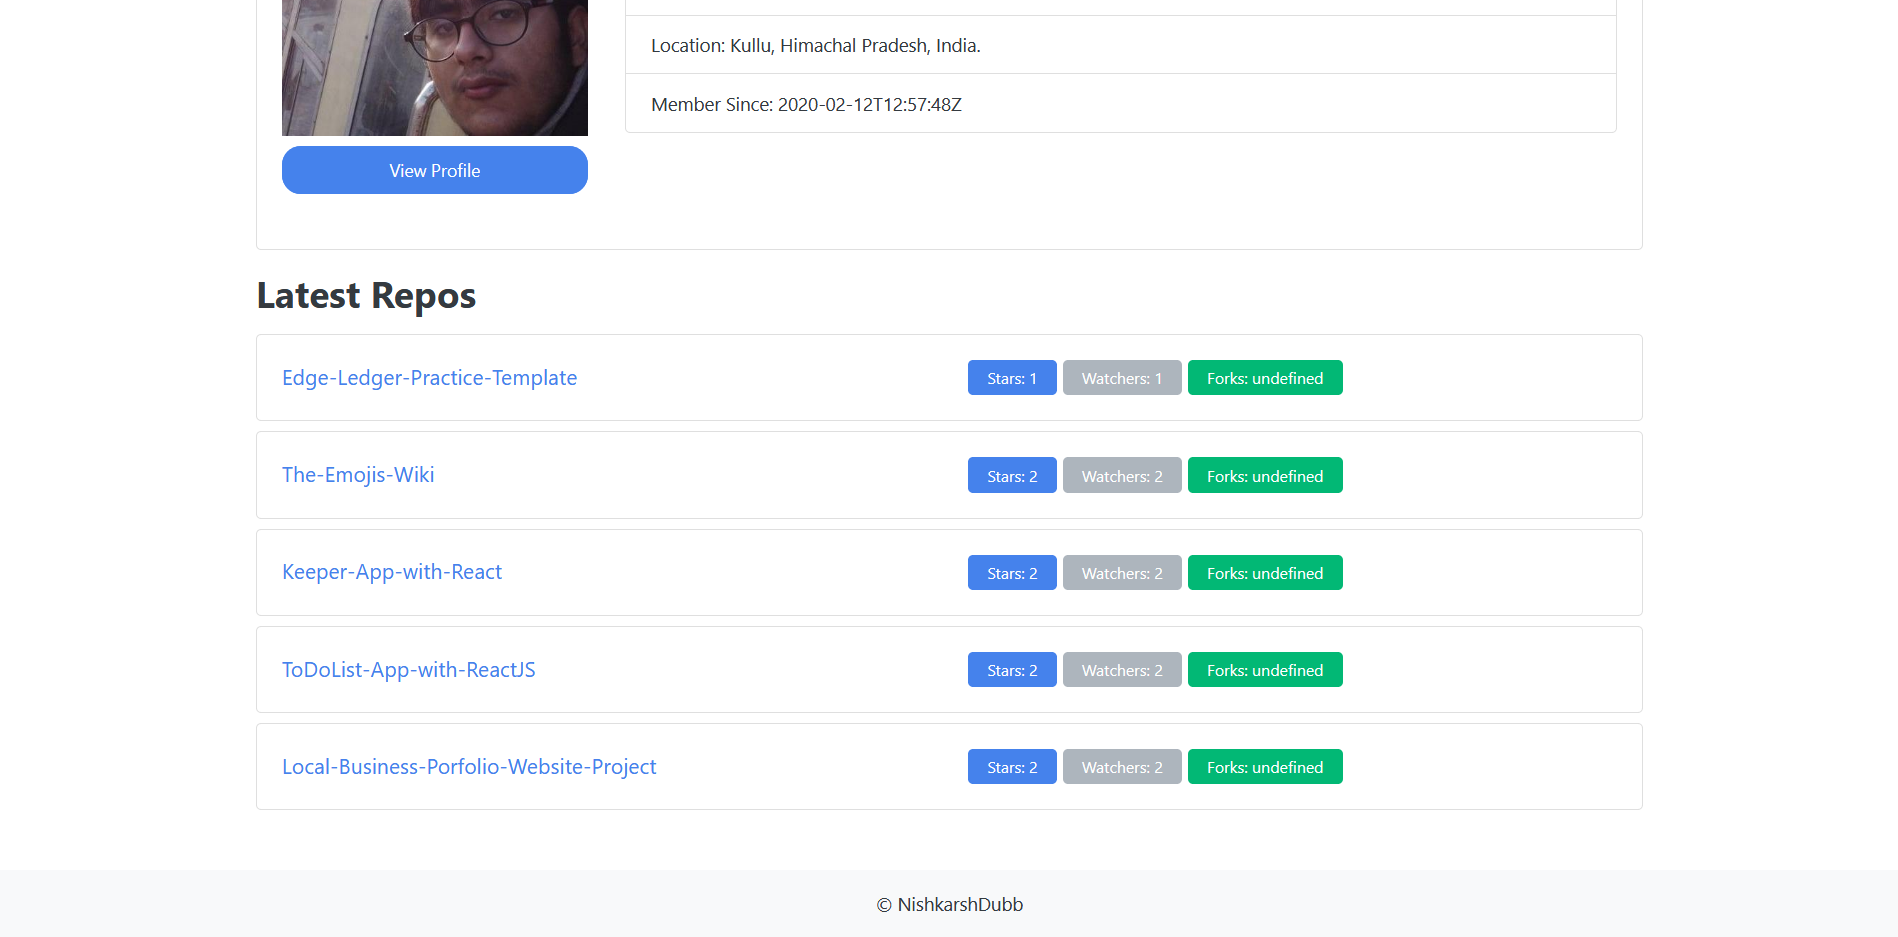 Location: Kullu, Himachal Pradesh, India.
Member Since: 2020-02-12T12:57:48Z
View Profile
Latest Repos
Edge-Ledger-Practice-Template Stars: 1 Watchers: 1 Forks: undefined
The-Emojis-Wiki Stars: 2 Watchers: 2 Forks: undefined
Keeper-App-with-React Stars: 2 Watchers: 2 Forks: undefined
ToDoList-App-with-ReactJS Stars: 2 Watchers: 2 Forks: undefined
Local-Business-Porfolio-Website-Project Stars: 2 Watchers: 2 Forks: undefined
© NishkarshDubb